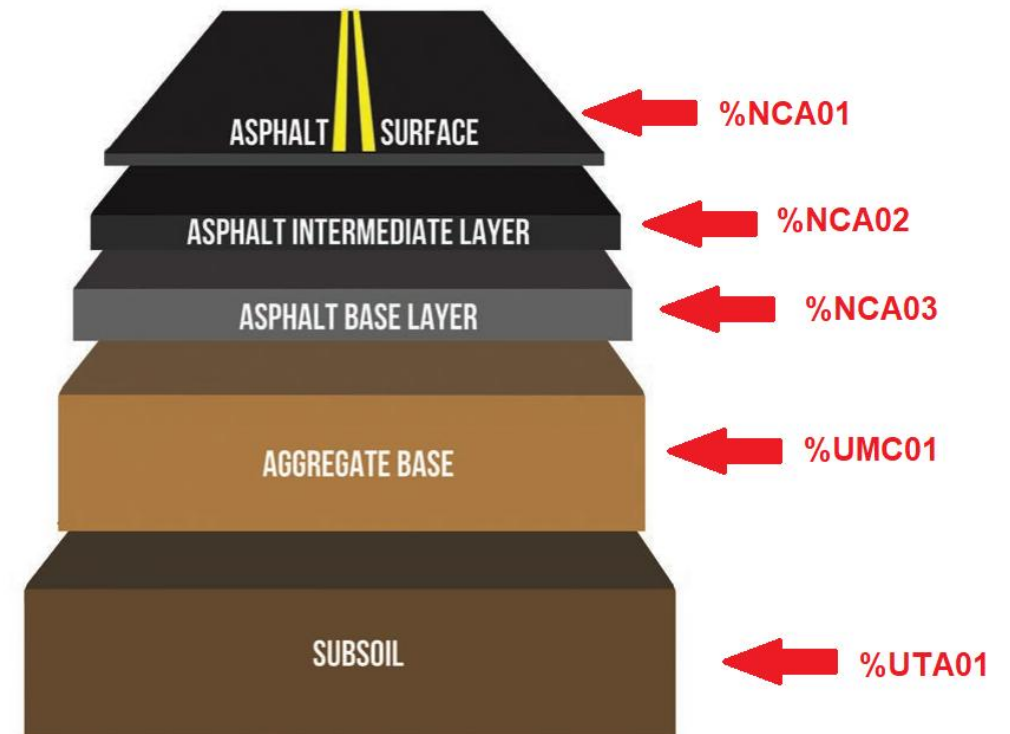 ASPHALT SURFACE
%NCA01
ASPHALT INTERMEDIATE LAYER
%NCA02
ASPHALT BASE LAYER
%NCA03
AGGREGATE BASE
%UMC01
SUBSOIL
%UTA01